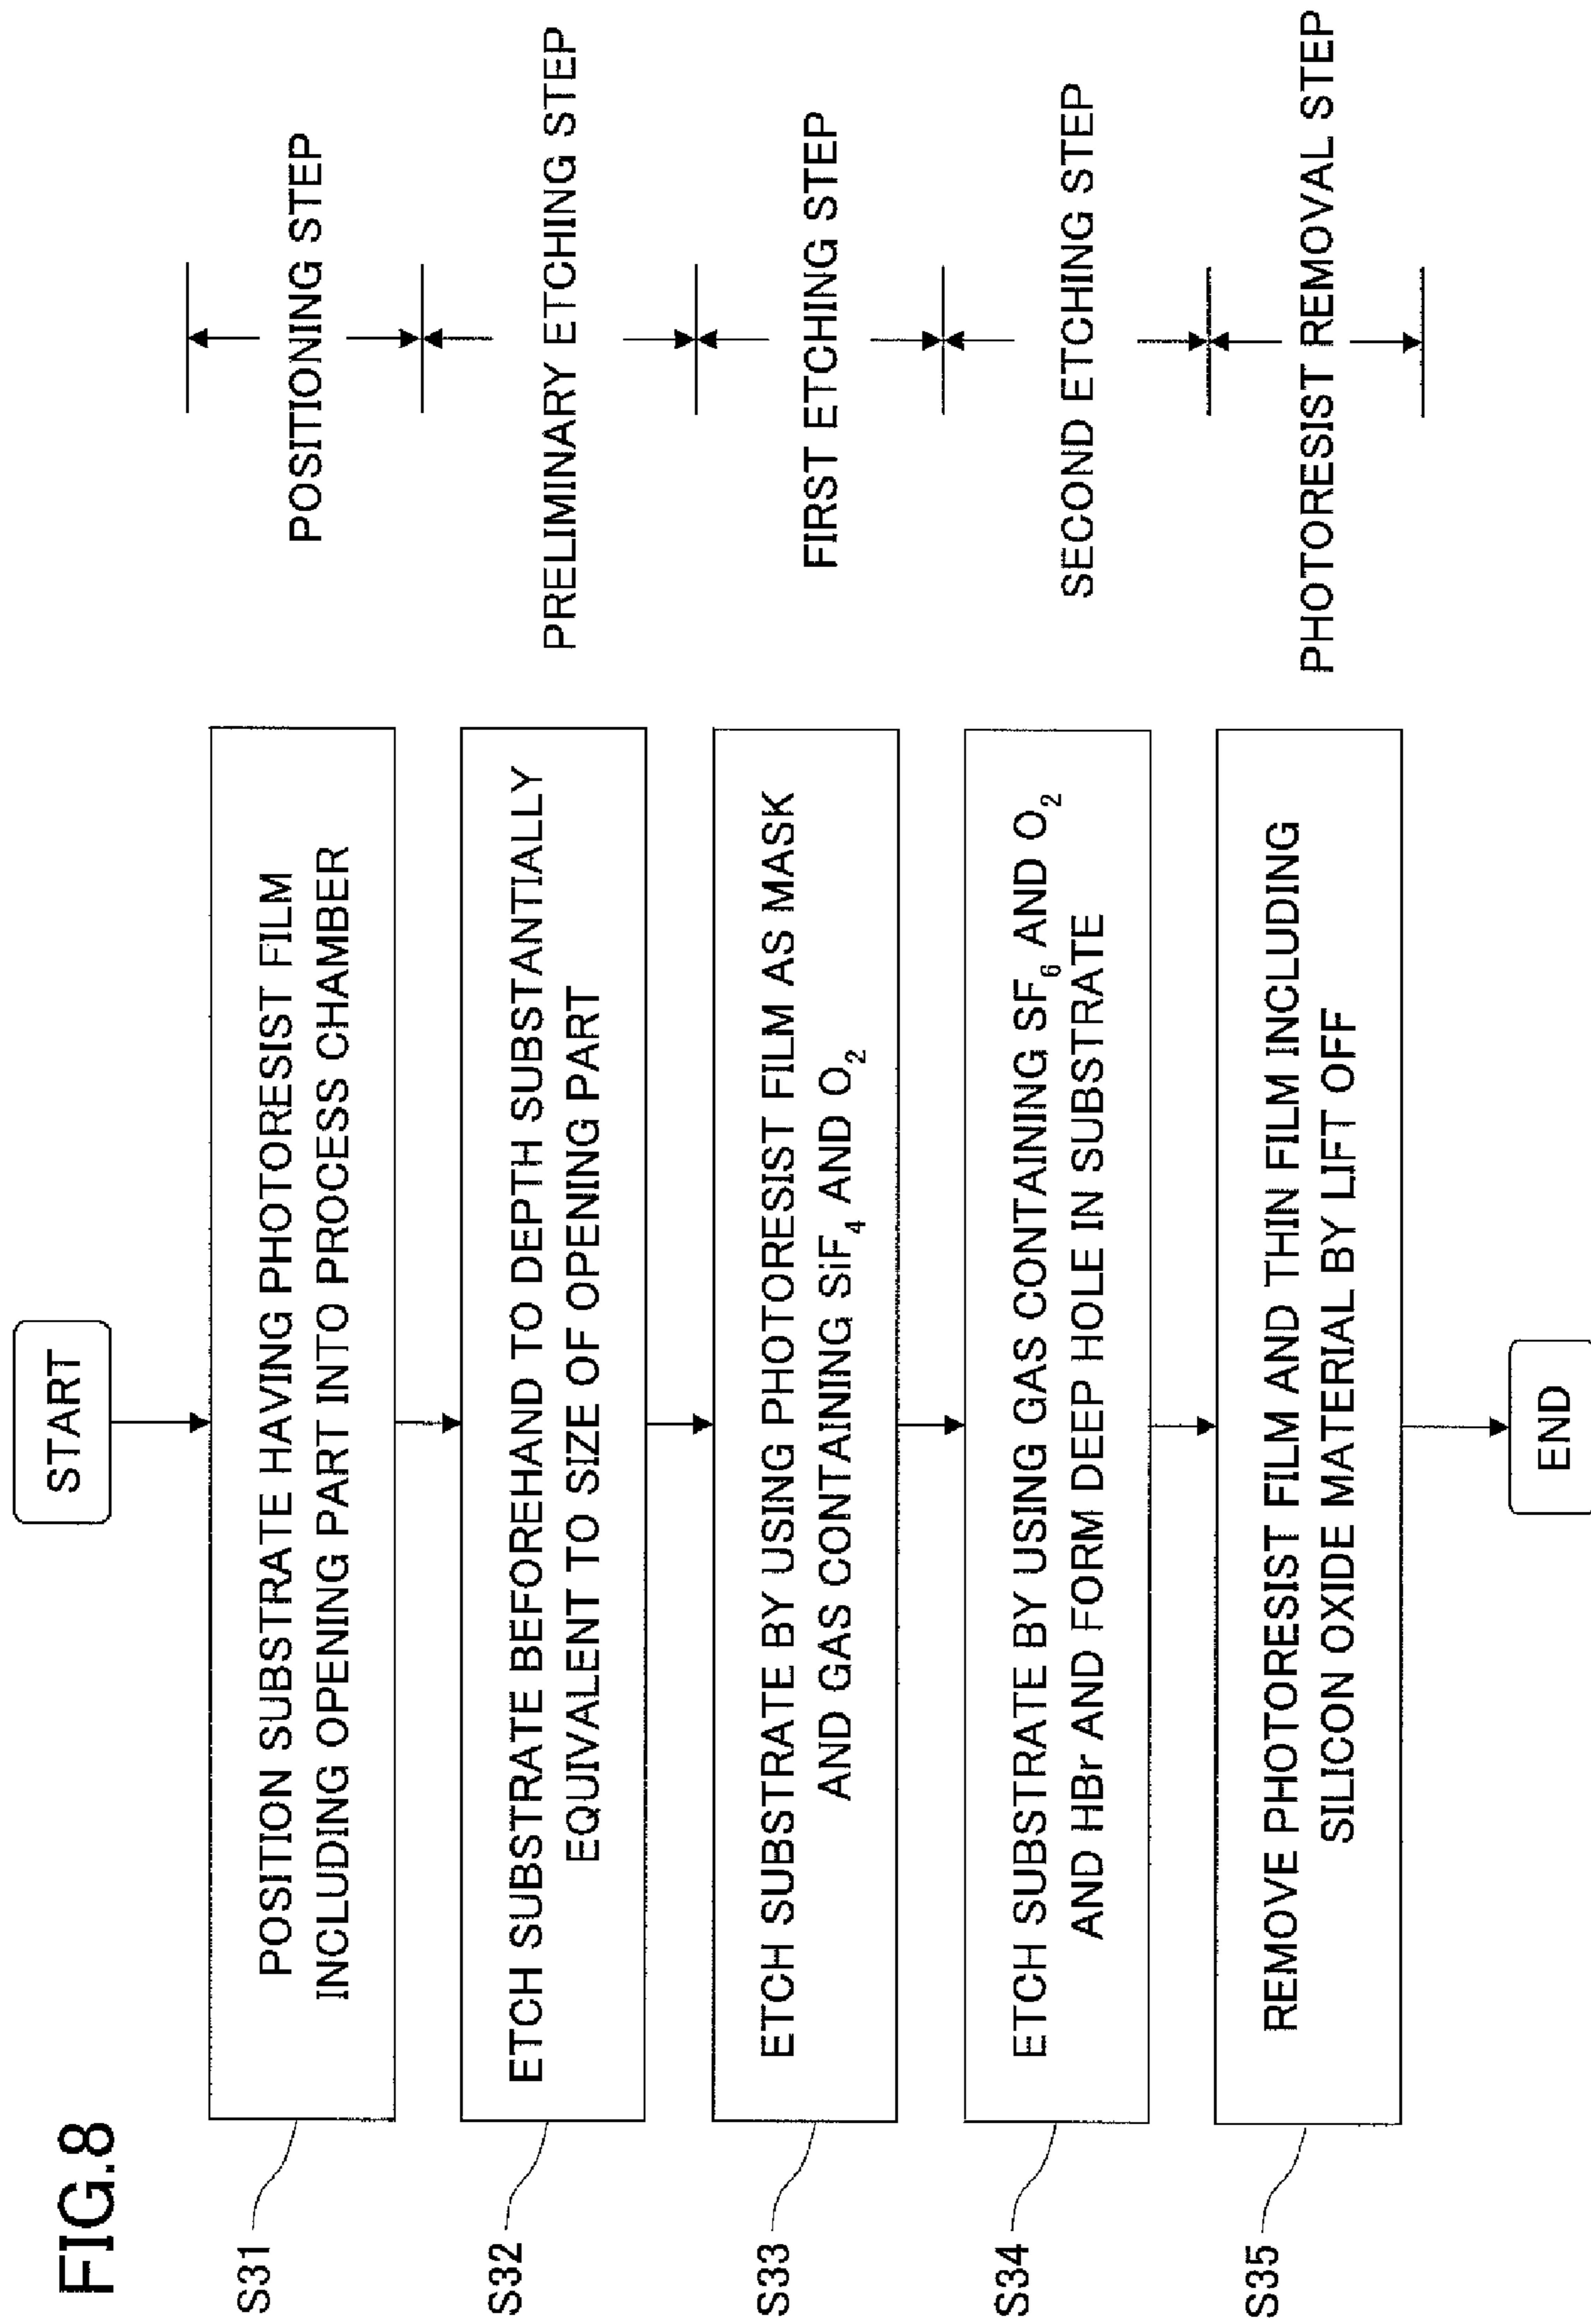 FIG.8
START
S31
POSITION SUBSTRATE HAVING PHOTORESIST FILM
INCLUDING OPENING PART INTO PROCESS CHAMBER
POSITIONING STEP
S32
ETCH SUBSTRATE BEFOREHAND TO DEPTH SUBSTANTIALLY
EQUIVALENT TO SIZE OF OPENING PART
PRELIMINARY ETCHING STEP
S33
ETCH SUBSTRATE BY USING PHOTORESIST FILM AS MASK
AND GAS CONTAINING SiF₄ AND O₂
FIRST ETCHING STEP
S34
ETCH SUBSTRATE BY USING GAS CONTAINING SF₆ AND O₂
AND HBr AND FORM DEEP HOLE IN SUBSTRATE
SECOND ETCHING STEP
S35
REMOVE PHOTORESIST FILM AND THIN FILM INCLUDING
SILICON OXIDE MATERIAL BY LIFT OFF
PHOTORESIST REMOVAL STEP
END